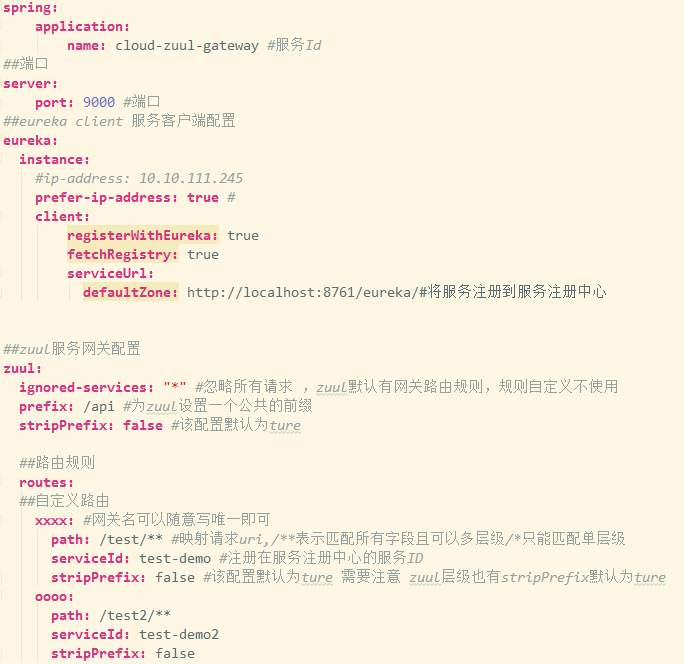 spring:
application:
name: cloud-zuul-gateway #服务Id
##端口
server:
port: 9000 #端口
##eureka client 服务客户端配置
eureka:
instance:
#ip-address: 10.10.111.245
prefer-ip-address: true #
client:
registerWithEureka: true
fetchRegistry: true
serviceUrl:
defaultZone: http://localhost:8761/eureka/#将服务注册到服务注册中心
##zuul服务网关配置
zuul:
ignored-services: "*" #忽略所有请求 ，zuul默认有网关路由规则，规则自定义不使用
prefix: /api #为zuul设置一个公共的前缀
stripPrefix: false #该配置默认为ture
##路由规则
routes:
##自定义路由
xxxx: #网关名可以随意写唯一即可
path: /test/** #映射请求uri,/**表示匹配所有字段且可以多层级/*只能匹配单层级
serviceId: test-demo #注册在服务注册中心的服务ID
stripPrefix: false #该配置默认为ture 需要注意 zuul层级也有stripPrefix默认为ture
oooo:
path: /test2/**
serviceId: test-demo2
stripPrefix: false